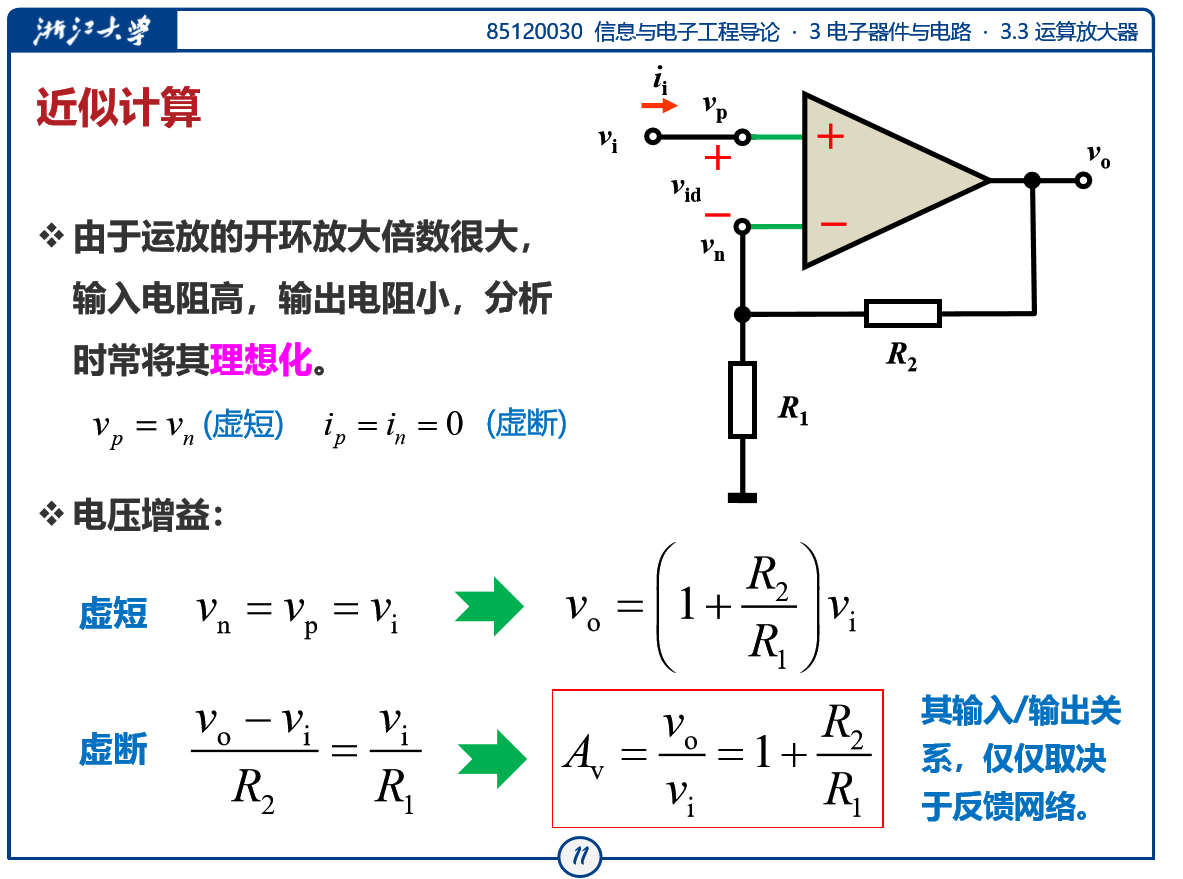 浙江大学
85120030 信息与电子工程导论 · 3 电子器件与电路 · 3.3 运算放大器
近似计算
❖ 由于运放的开环放大倍数很大，
输入电阻高，输出电阻小，分析
时常将其理想化。
v_p = v_n (虚短) i_p = i_n = 0 (虚断)
i_i
v_i
v_p
+
v_id
−
v_n
+
−
v_o
R_2
R_1
❖ 电压增益：
虚短 v_n = v_p = v_i v_o = (1 + R_2/R_1) v_i
虚断 (v_o − v_i)/R_2 = v_i/R_1 A_v = v_o/v_i = 1 + R_2/R_1
其输入/输出关
系，仅仅取决
于反馈网络。
11